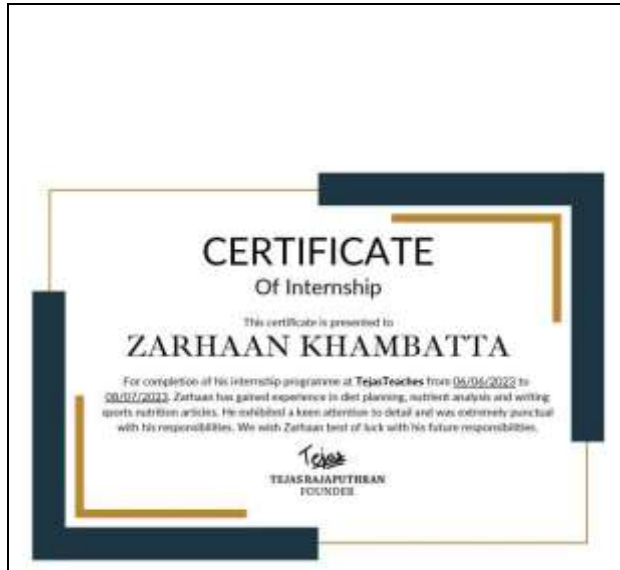 CERTIFICATE
Of Internship
This certificate is presented to
ZARHAAN KHAMBATTA
For completion of his internship programme at TejasTeaches from 06/06/2023 to
08/07/2023. Zarhaan has gained experience in diet planning, nutrient analysis and writing
sports nutrition articles. He exhibited a keen attention to detail and was extremely punctual
with his responsibilities. We wish Zarhaan best of luck with his future responsibilities.
Tejas
TEJAS RAJAPUTHRAN
FOUNDER